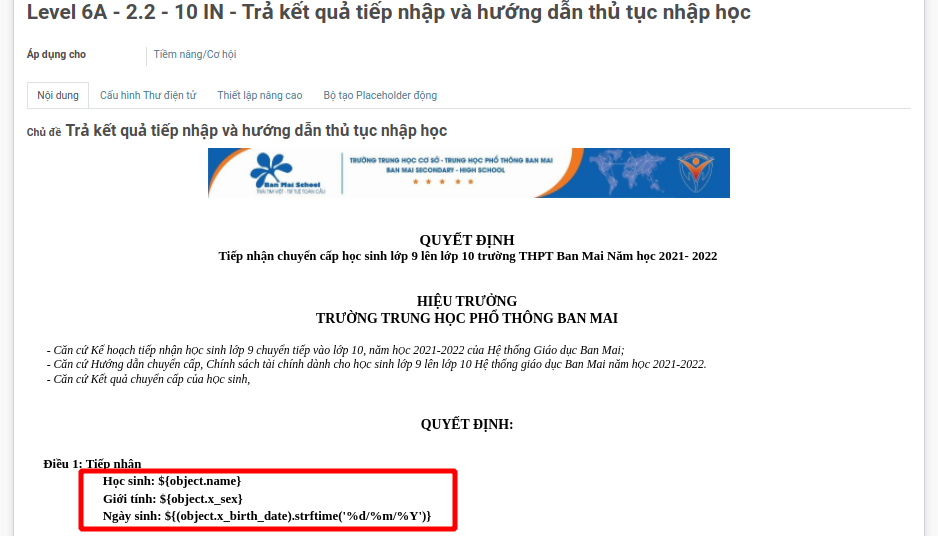 Level 6A - 2.2 - 10 IN - Trả kết quả tiếp nhận và hướng dẫn thủ tục nhập học
Áp dụng cho Tiềm năng/Cơ hội
Nội dung Cấu hình Thư điện tử Thiết lập nâng cao Bộ tạo Placeholder động
Chủ đề Trả kết quả tiếp nhận và hướng dẫn thủ tục nhập học
TRƯỜNG TRUNG HỌC CƠ SỞ - TRUNG HỌC PHỔ THÔNG BAN MAI
BAN MAI SECONDARY - HIGH SCHOOL
Ban Mai School
TRÁI TIM VIỆT - TRÍ TUỆ TOÀN CẦU
QUYẾT ĐỊNH
Tiếp nhận chuyển cấp học sinh lớp 9 lên lớp 10 trường THPT Ban Mai Năm học 2021- 2022
HIỆU TRƯỞNG
TRƯỜNG TRUNG HỌC PHỔ THÔNG BAN MAI
- Căn cứ Kế hoạch tiếp nhận học sinh lớp 9 chuyển tiếp vào lớp 10, năm học 2021-2022 của Hệ thống Giáo dục Ban Mai;
- Căn cứ Hướng dẫn chuyển cấp, Chính sách tài chính dành cho học sinh lớp 9 lên lớp 10 Hệ thống giáo dục Ban Mai năm học 2021-2022.
- Căn cứ Kết quả chuyển cấp của học sinh,
QUYẾT ĐỊNH:
Điều 1: Tiếp nhận
Học sinh: ${object.name}
Giới tính: ${object.x_sex}
Ngày sinh: ${(object.x_birth_date).strftime('%d/%m/%Y')}